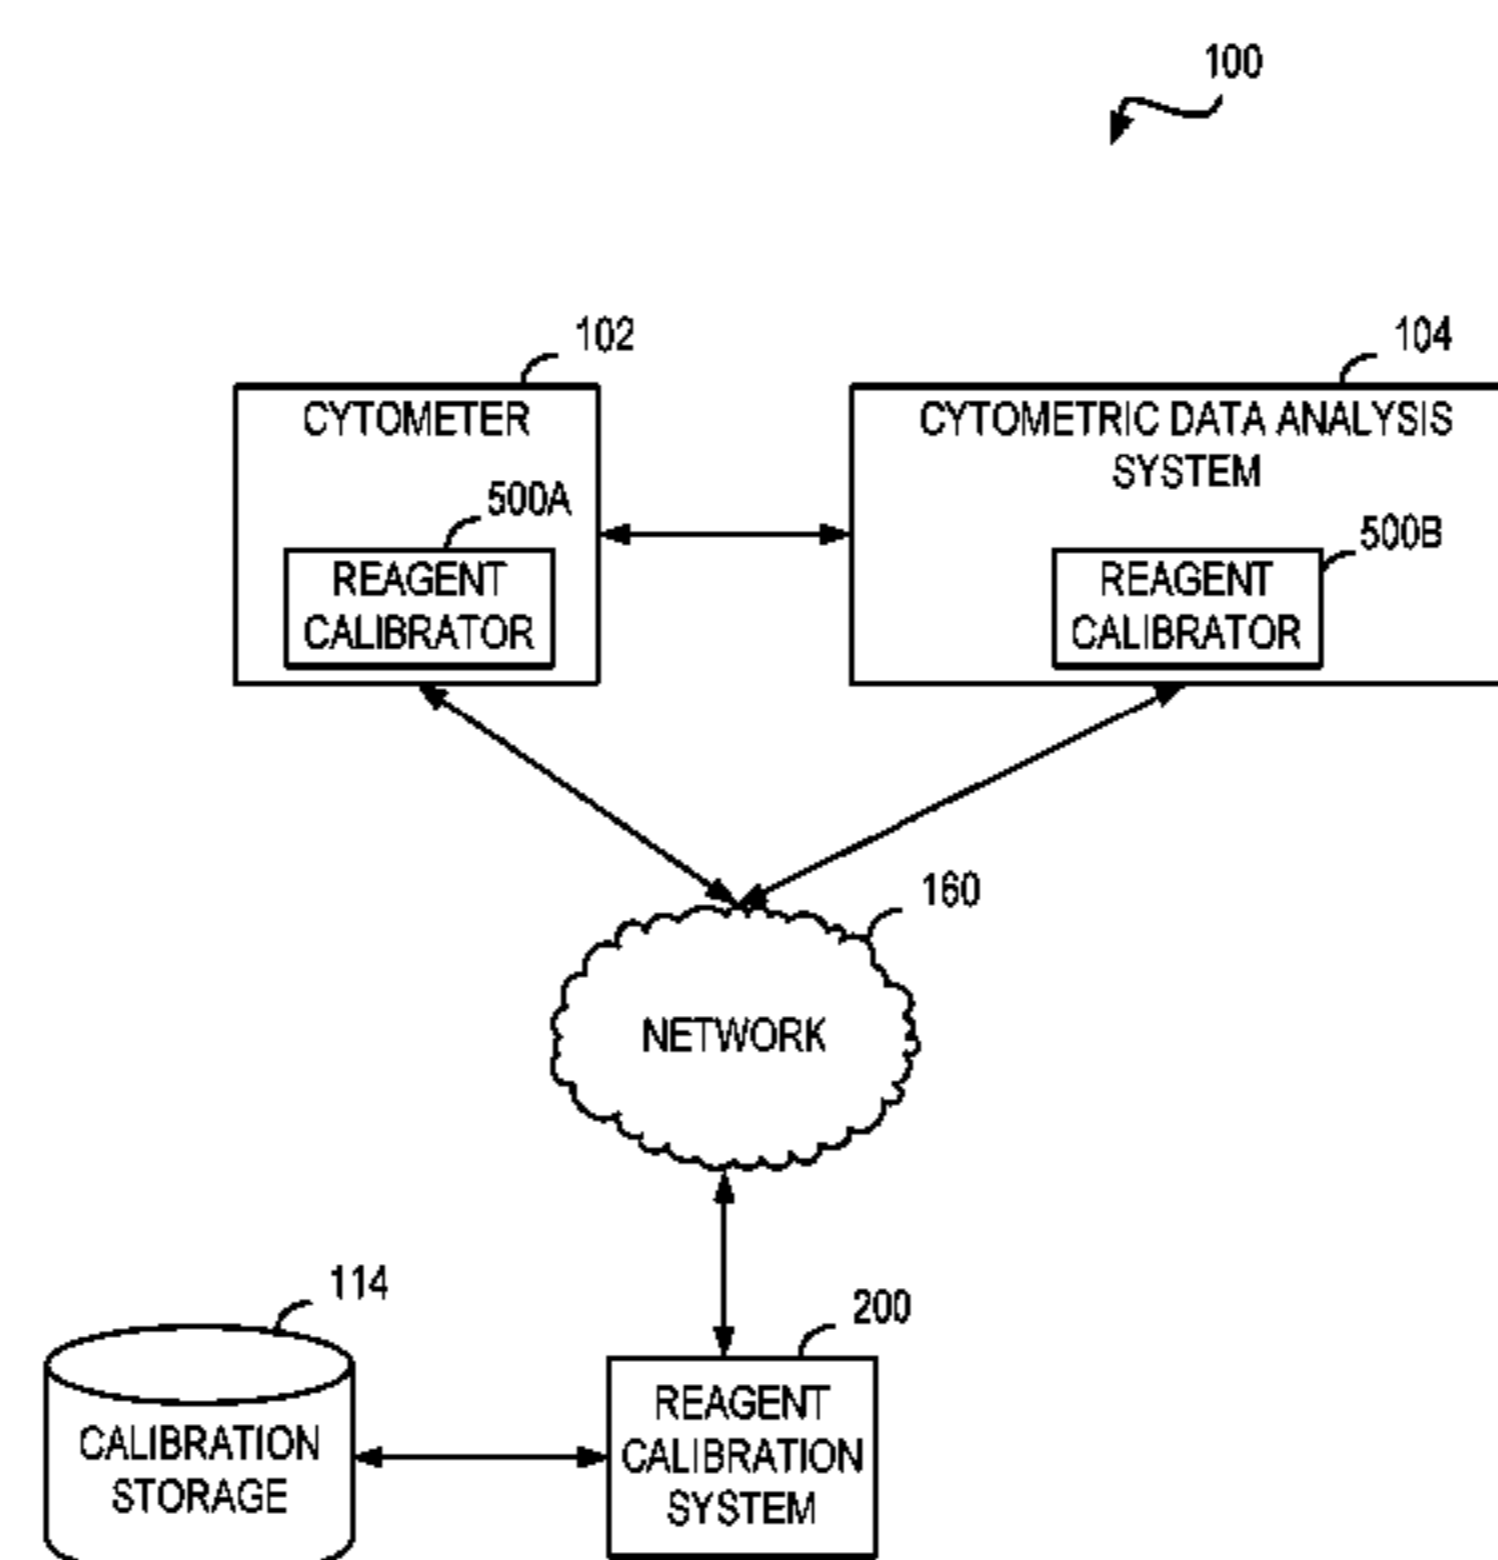 100
102
104
CYTOMETER
CYTOMETRIC DATA ANALYSIS
SYSTEM
500A
500B
REAGENT
CALIBRATOR
REAGENT
CALIBRATOR
160
NETWORK
114
200
CALIBRATION
STORAGE
REAGENT
CALIBRATION
SYSTEM